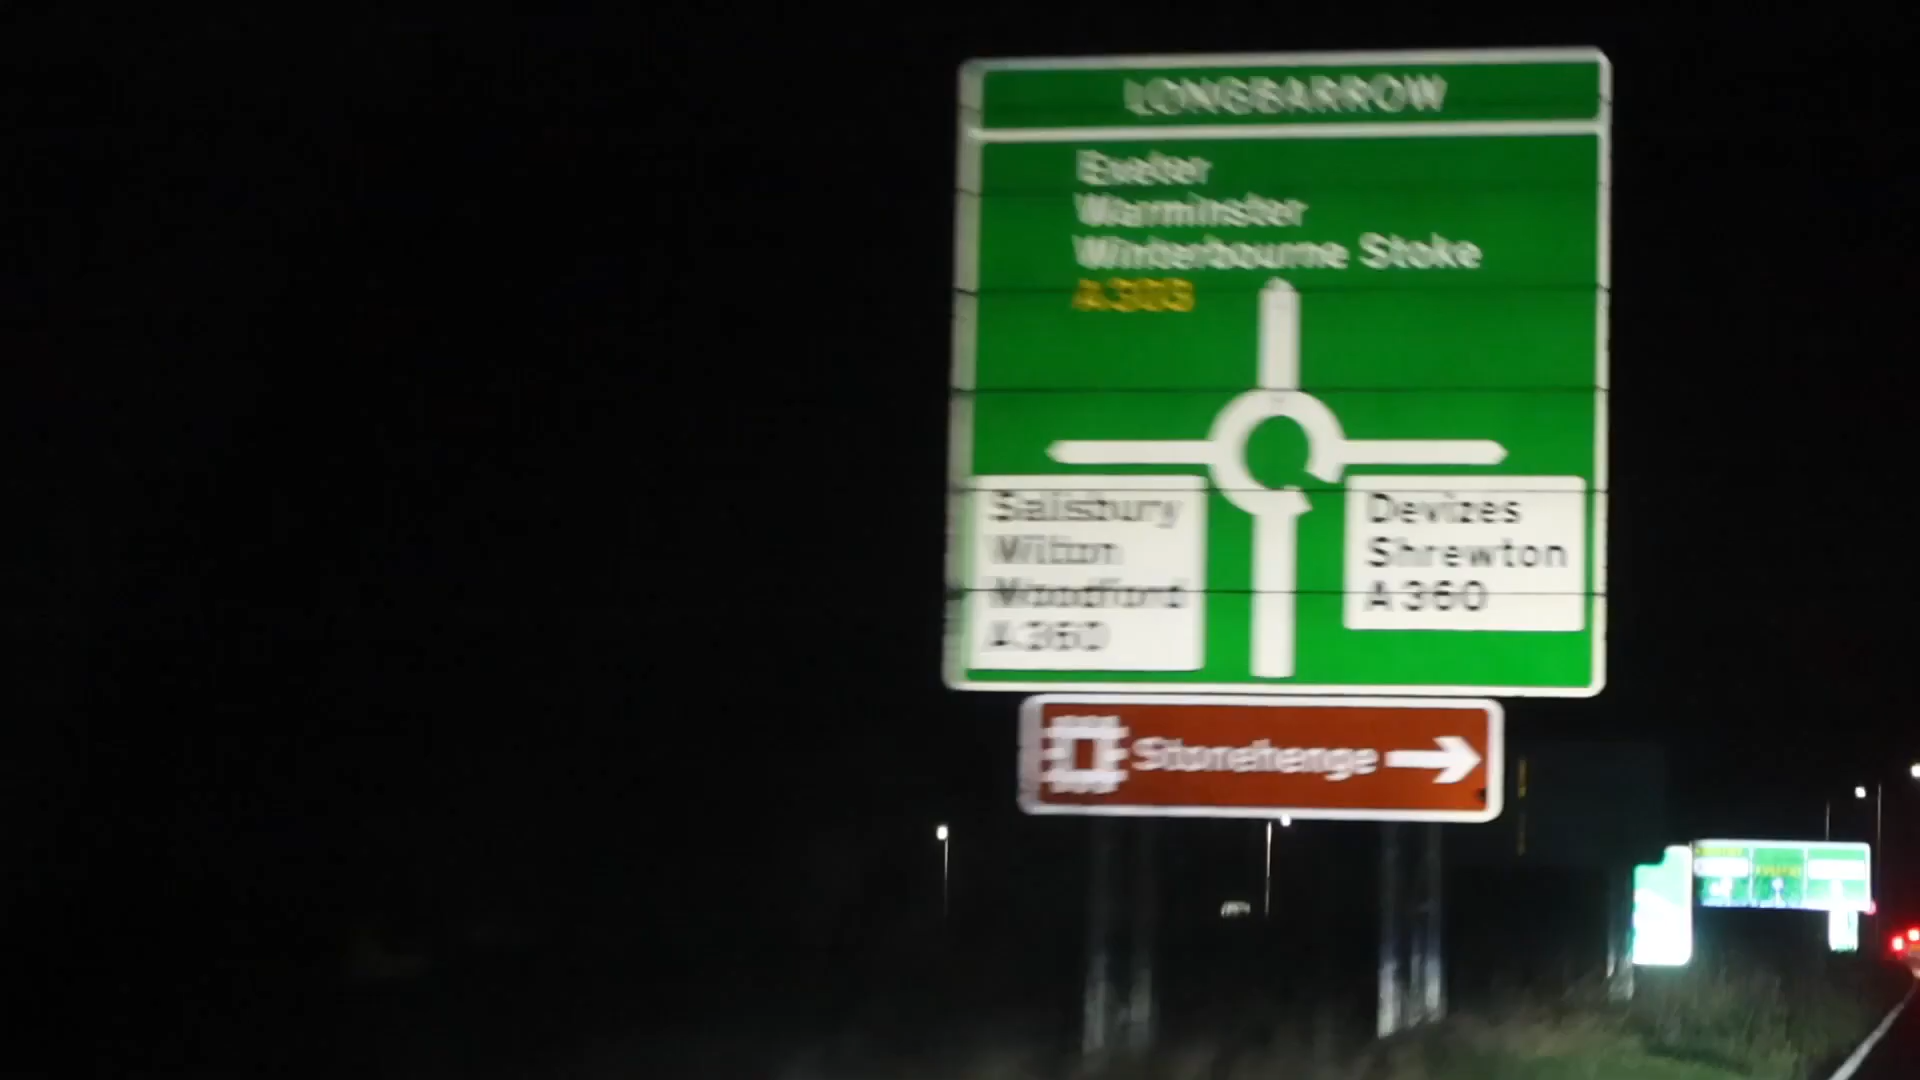 LONGBARROW
Exeter
Warminster
Winterbourne Stoke
A303
Salisbury
Wilton
Woodford
A360
Devizes
Shrewton
A360
Stonehenge